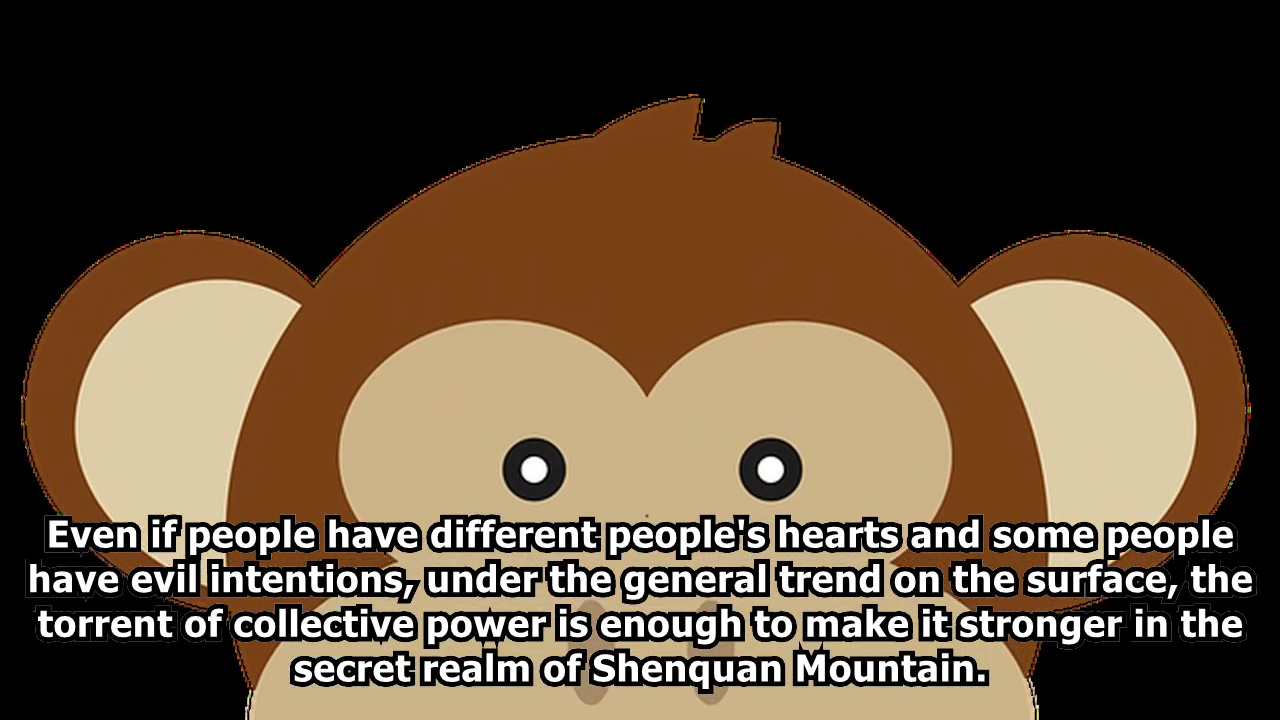 Even if people have different people's hearts and some people
have evil intentions, under the general trend on the surface, the
torrent of collective power is enough to make it stronger in the
secret realm of Shenquan Mountain.